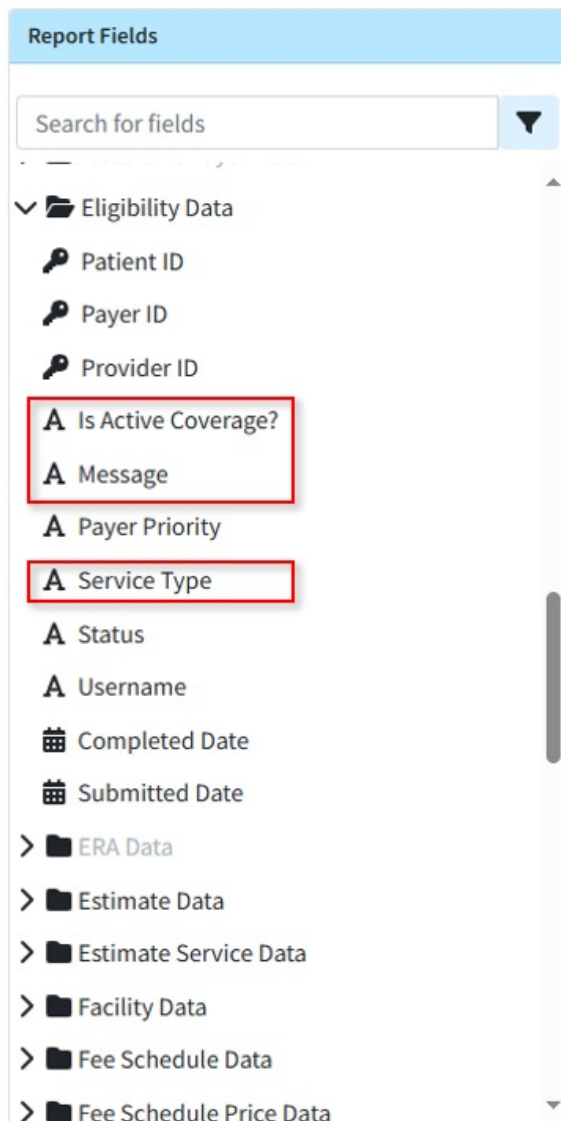 Report Fields
Search for fields
Eligibility Data
Patient ID
Payer ID
Provider ID
A Is Active Coverage?
A Message
A Payer Priority
A Service Type
A Status
A Username
Completed Date
Submitted Date
ERA Data
Estimate Data
Estimate Service Data
Facility Data
Fee Schedule Data
Fee Schedule Price Data